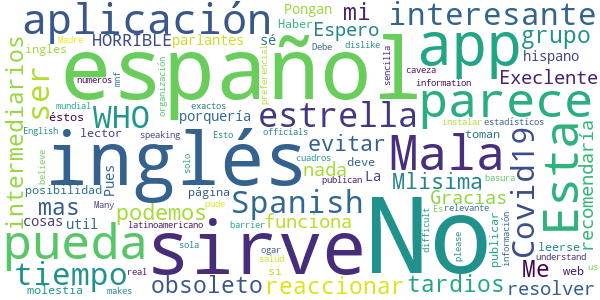 aplicación
HORRIBLE
Madre
ingles
parlantes
Haber
Pongan
sé
mi
Espero
Debe
dislike
interesante
grupo
hispano
español
app
Execlente
numeros
mnf
organización
preferencial
sencilla
caveza
information
intermediarios
ser
WHO
éstos
porquería
estrella
parece
mundial
exactos
lector
English
speaking
Esto
officials
evitar
toman
instalar
estadísticos
inglés
Mala
Covid19
Esta
recomendaría
believe
solo
cuadros
nada
deve
publican
basura
posibilidad
Pues
página
La
Mlisima
cosas
mas
util
Many
pude
podemos
Spanish
Gracias
Es
relevante
publicar
información
leerse
latinoamericano
funciona
pueda
sirve
No
sola
barrier
ogar
difficult
please
Me
web
understand
us
tiempo
real
obsoleto
salud
si
reaccionar
tardios
resolver
molestia
makes